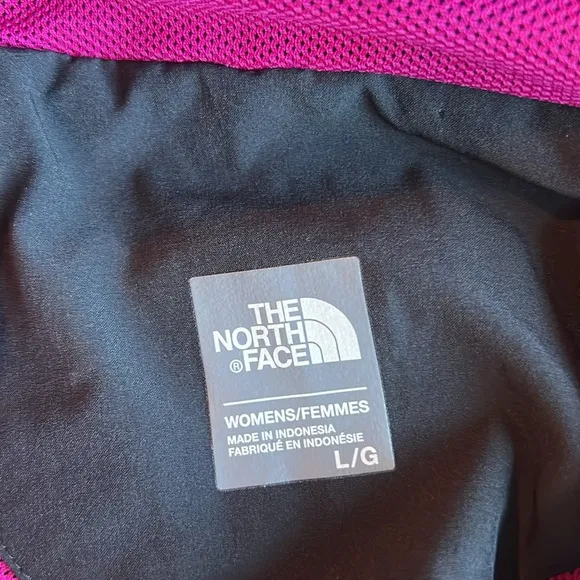 THE
NORTH
®FACE
WOMENS/FEMMES
MADE IN INDONESIA
FABRIQUÉ EN INDONÉSIE
L/G